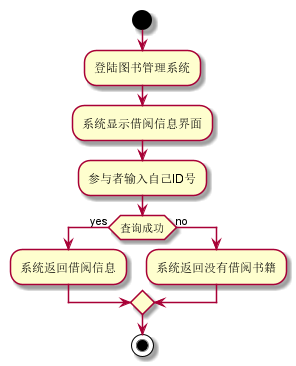 登陆图书管理系统
系统显示借阅信息界面
参与者输入自己ID号
查询成功
yes
no
系统返回借阅信息
系统返回没有借阅书籍